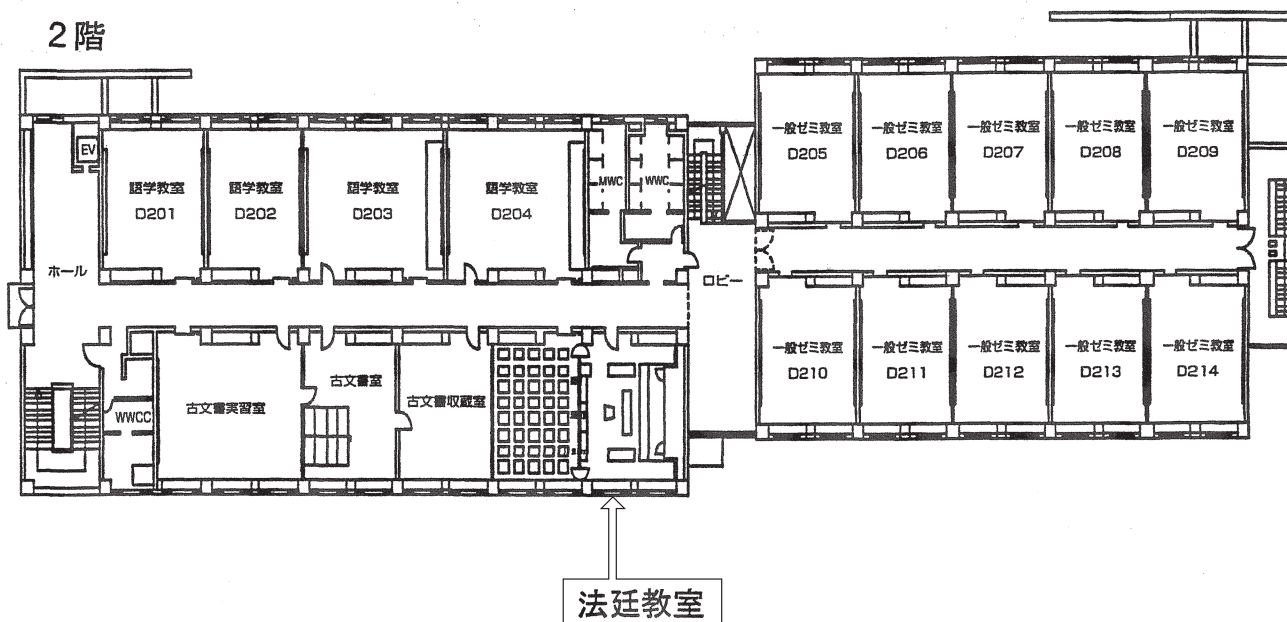 2階
EV
語学教室
D201
語学教室
D202
語学教室
D203
語学教室
D204
MWC
WWC
ホール
ロビー
一般ゼミ教室
D205
一般ゼミ教室
D206
一般ゼミ教室
D207
一般ゼミ教室
D208
一般ゼミ教室
D209
一般ゼミ教室
D210
一般ゼミ教室
D211
一般ゼミ教室
D212
一般ゼミ教室
D213
一般ゼミ教室
D214
WWCC
古文書実習室
古文書室
古文書収蔵室
法廷教室